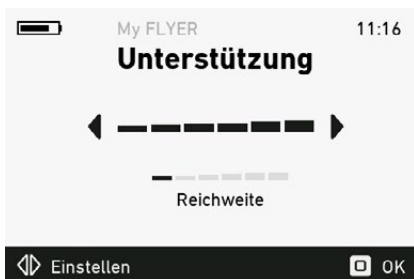 My FLYER
11:16
Unterstützung
Reichweite
Einstellen
OK